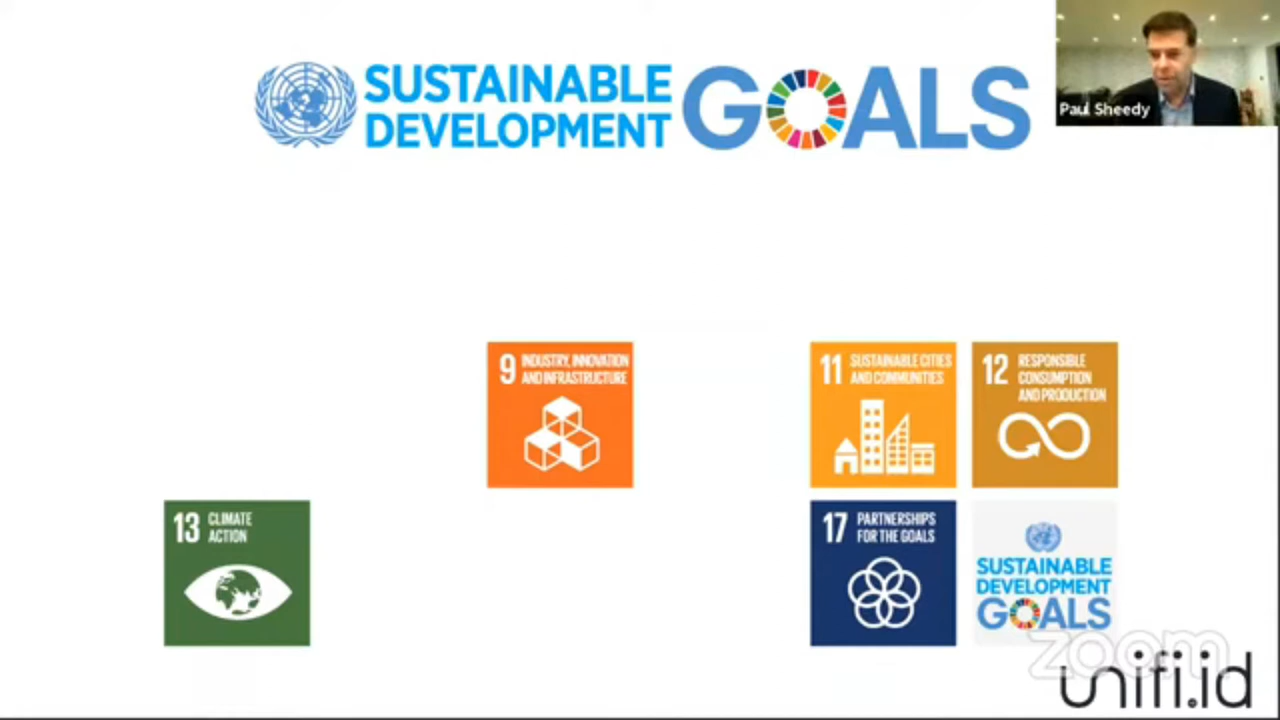 SUSTAINABLE
DEVELOPMENT
GOALS
Paul Sheedy
9 INDUSTRY, INNOVATION
AND INFRASTRUCTURE
11 SUSTAINABLE CITIES
AND COMMUNITIES
12 RESPONSIBLE
CONSUMPTION
AND PRODUCTION
13 CLIMATE
ACTION
17 PARTNERSHIPS
FOR THE GOALS
SUSTAINABLE
DEVELOPMENT
GOALS
zoom
unifi.id